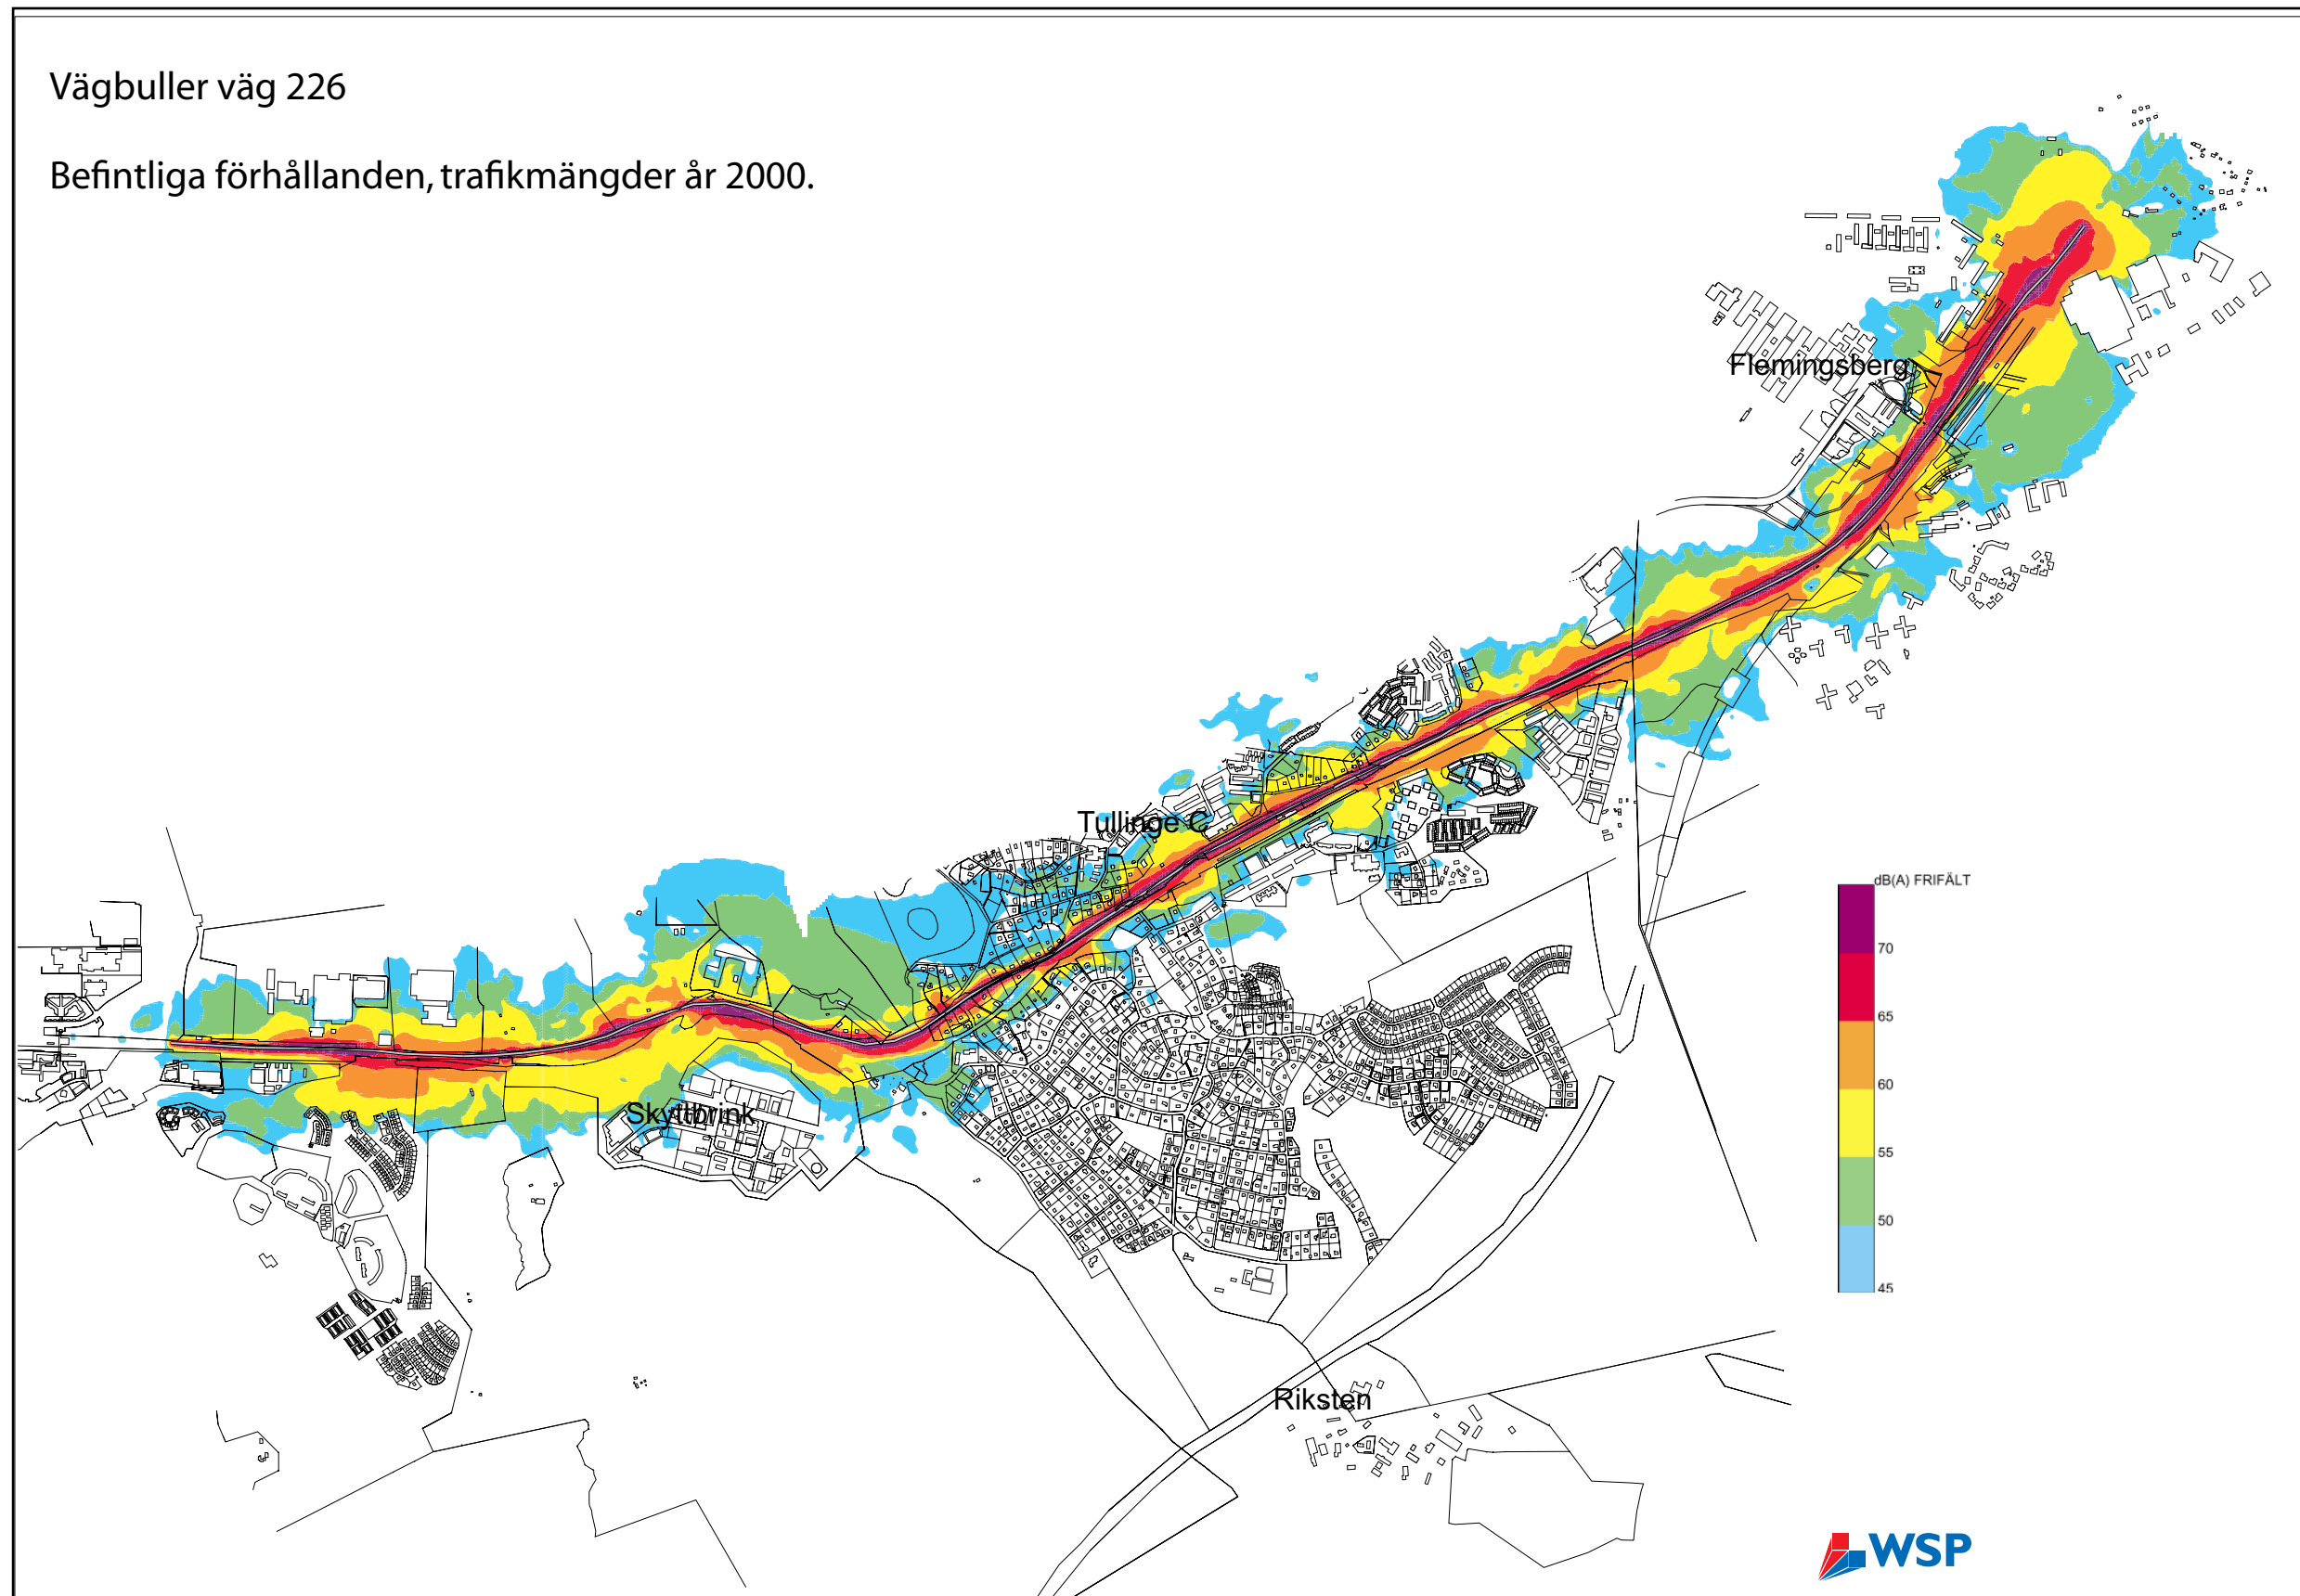 Vägbuller väg 226
Befintliga förhållanden, trafikmängder år 2000.
Flemingsberg
Tullinge C
dB(A) FRIFÄLT
70
65
60
55
50
45
Skyttbrink
Riksten
WSP